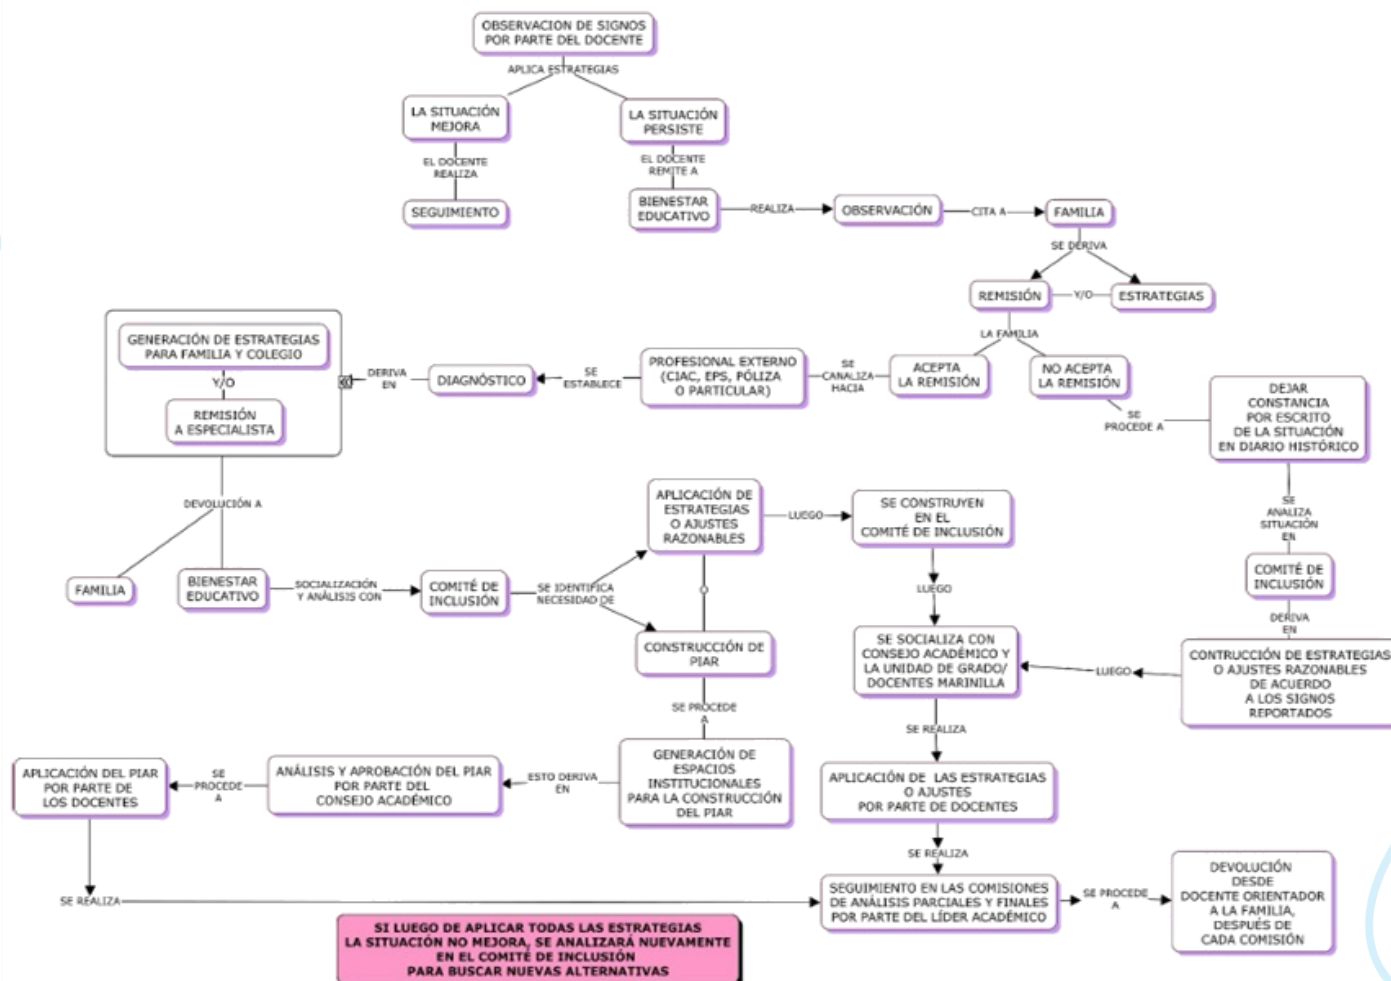 OBSERVACION DE SIGNOS
POR PARTE DEL DOCENTE
APLICA ESTRATEGIAS
LA SITUACIÓN
MEJORA
LA SITUACIÓN
PERSISTE
EL DOCENTE
REALIZA
EL DOCENTE
REMITE A
SEGUIMIENTO
BIENESTAR
EDUCATIVO
REALIZA
OBSERVACIÓN
CITA A
FAMILIA
SE DERIVA
REMISIÓN
Y/O
ESTRATEGIAS
LA FAMILIA
ACEPTA
LA REMISIÓN
NO ACEPTA
LA REMISIÓN
SE
CANALIZA
HACIA
PROFESIONAL EXTERNO
(CIAC, EPS, PÓLIZA
O PARTICULAR)
SE
ESTABLECE
DIAGNÓSTICO
DERIVA
EN
GENERACIÓN DE ESTRATEGIAS
PARA FAMILIA Y COLEGIO
Y/O
REMISIÓN
A ESPECIALISTA
SE
PROCEDE A
DEJAR
CONSTANCIA
POR ESCRITO
DE LA SITUACIÓN
EN DIARIO HISTÓRICO
SE
ANALIZA
SITUACIÓN
EN
COMITÉ DE
INCLUSIÓN
DERIVA
EN
CONTRUCCIÓN DE ESTRATEGIAS
O AJUSTES RAZONABLES
DE ACUERDO
A LOS SIGNOS
REPORTADOS
LUEGO
DEVOLUCIÓN A
FAMILIA
BIENESTAR
EDUCATIVO
SOCIALIZACIÓN
Y ANÁLISIS CON
COMITÉ DE
INCLUSIÓN
SE IDENTIFICA
NECESIDAD DE
APLICACIÓN DE
ESTRATEGIAS
O AJUSTES
RAZONABLES
O
CONSTRUCCIÓN DE
PIAR
LUEGO
SE CONSTRUYEN
EN EL
COMITÉ DE INCLUSIÓN
LUEGO
SE SOCIALIZA CON
CONSEJO ACADÉMICO Y
LA UNIDAD DE GRADO/
DOCENTES MARINILLA
SE REALIZA
APLICACIÓN DE LAS ESTRATEGIAS
O AJUSTES
POR PARTE DE DOCENTES
SE REALIZA
SE PROCEDE
A
GENERACIÓN DE
ESPACIOS
INSTITUCIONALES
PARA LA CONSTRUCCIÓN
DEL PIAR
ESTO DERIVA
EN
ANÁLISIS Y APROBACIÓN DEL PIAR
POR PARTE DEL
CONSEJO ACADÉMICO
SE
PROCEDE
A
APLICACIÓN DEL PIAR
POR PARTE DE
LOS DOCENTES
SE REALIZA
SEGUIMIENTO EN LAS COMISIONES
DE ANÁLISIS PARCIALES Y FINALES
POR PARTE DEL LÍDER ACADÉMICO
SE PROCEDE
A
DEVOLUCIÓN
DESDE
DOCENTE ORIENTADOR
A LA FAMILIA,
DESPUÉS DE
CADA COMISIÓN
SI LUEGO DE APLICAR TODAS LAS ESTRATEGIAS
LA SITUACIÓN NO MEJORA, SE ANALIZARÁ NUEVAMENTE
EN EL COMITÉ DE INCLUSIÓN
PARA BUSCAR NUEVAS ALTERNATIVAS